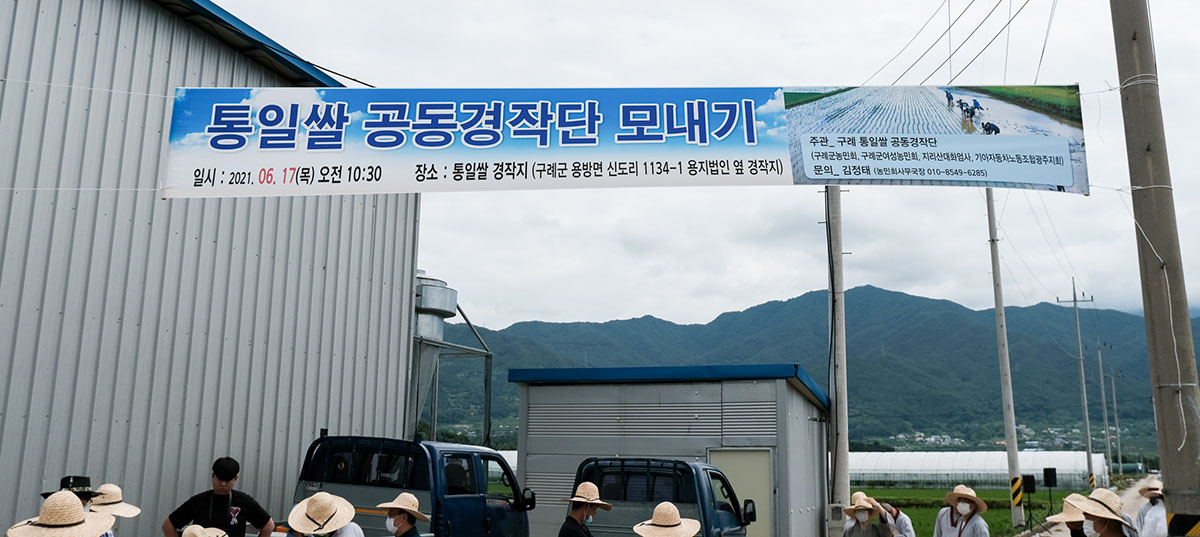 통일쌀 공동경작단 모내기
일시 : 2021. 06. 17(목) 오전 10:30 장소 : 통일쌀 경작지 (구례군 용방면 신도리 1134-1 용지법인 옆 경작지)
주관_ 구례 통일쌀 공동경작단
(구례군농민회, 구례군여성농민회, 지리산대화엄사, 기아자동차노동조합광주지회)
문의_ 김정태 (농민회사무국장 010-8549-6285)